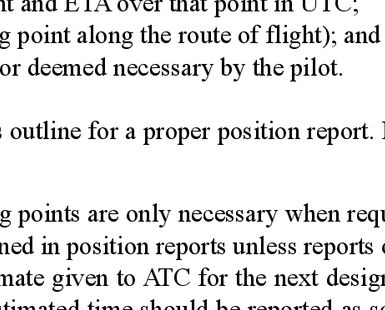 nt and ETA over that point in UTC;
g point along the route of flight); and
or deemed necessary by the pilot.
s outline for a proper position report.
g points are only necessary when requ
ned in position reports unless reports
mate given to ATC for the next design
timated time should be reported as so